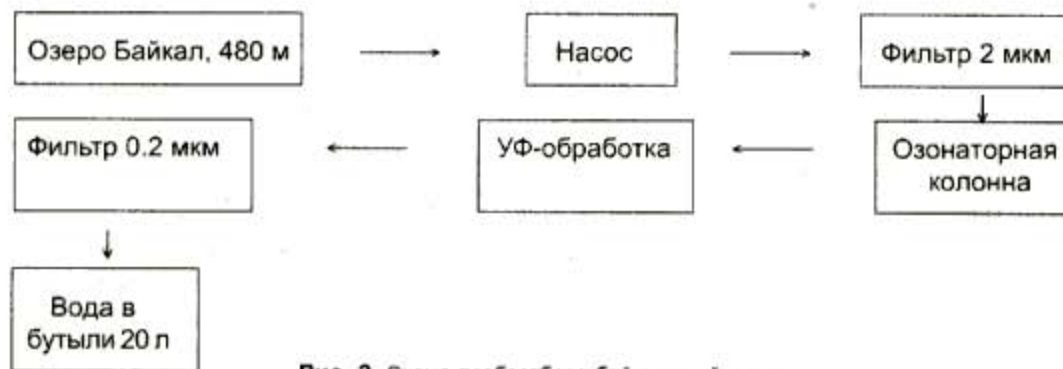 Озеро Байкал, 480 м
Насос
Фильтр 2 мкм
Озонаторная
колонна
УФ-обработка
Фильтр 0.2 мкм
Вода в
бутыли 20 л